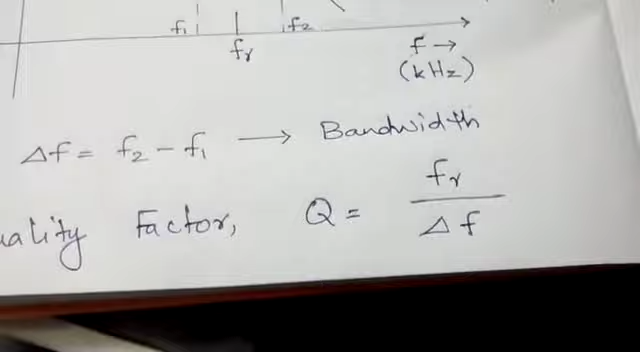 f₁ f₂
fr f →
(kHz)
Δf = f₂ - f₁ → Bandwidth
uality Factor, Q = fr / Δf